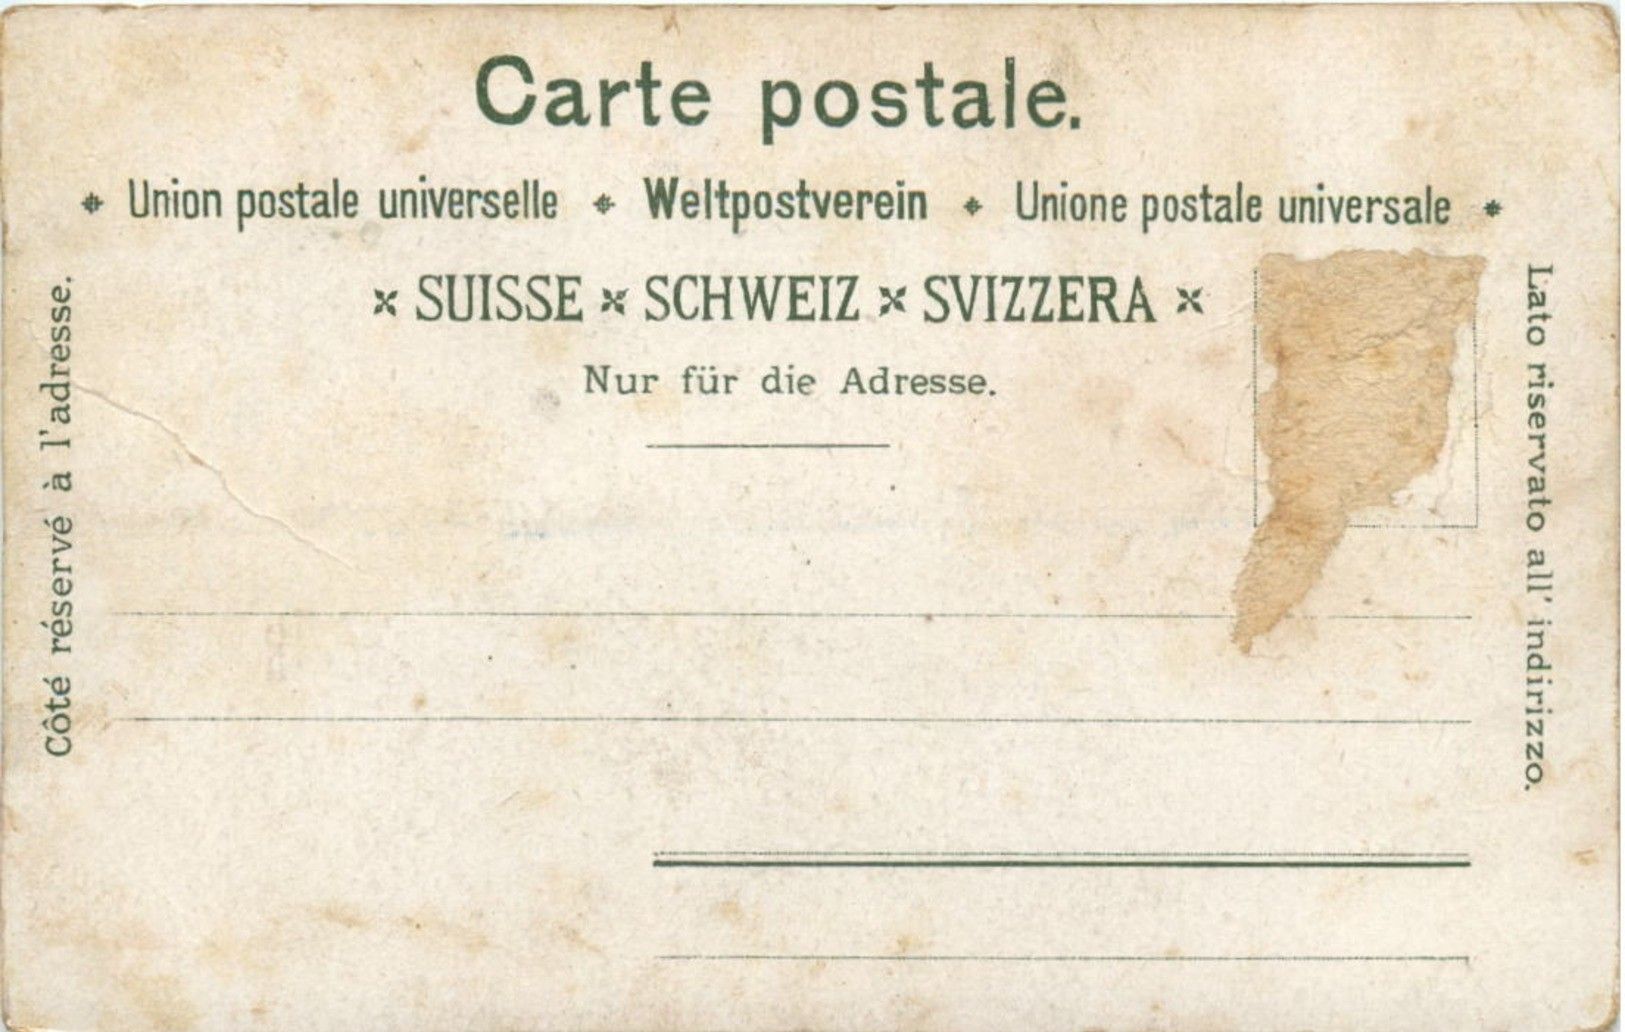 Carte postale.
Union postale universelle * Weltpostverein * Unione postale universale
SUISSE × SCHWEIZ × SVIZZERA
Nur für die Adresse.
Côté réservé à l'adresse.
Lato riservato all' indirizzo.